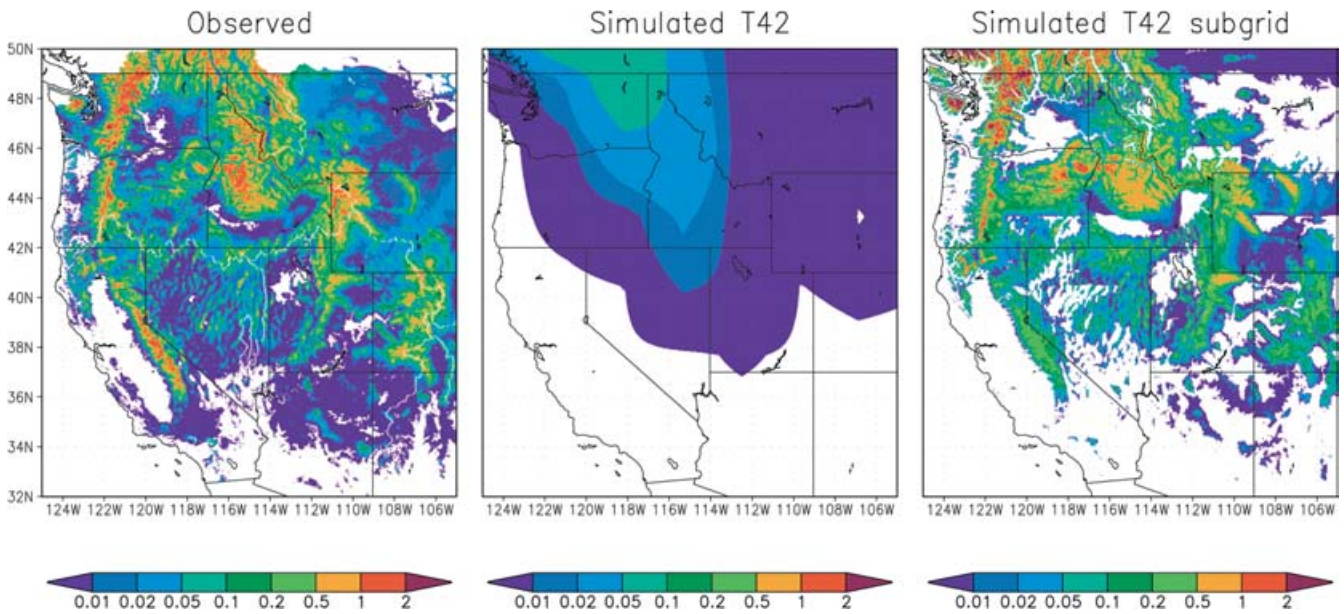 Observed
Simulated T42
Simulated T42 subgrid
50N
48N
46N
44N
42N
40N
38N
36N
34N
32N
124W 122W 120W 118W 116W 114W 112W 110W 108W 106W
124W 122W 120W 118W 116W 114W 112W 110W 108W 106W
124W 122W 120W 118W 116W 114W 112W 110W 108W 106W
0.01 0.02 0.05 0.1 0.2 0.5 1 2
0.01 0.02 0.05 0.1 0.2 0.5 1 2
0.01 0.02 0.05 0.1 0.2 0.5 1 2